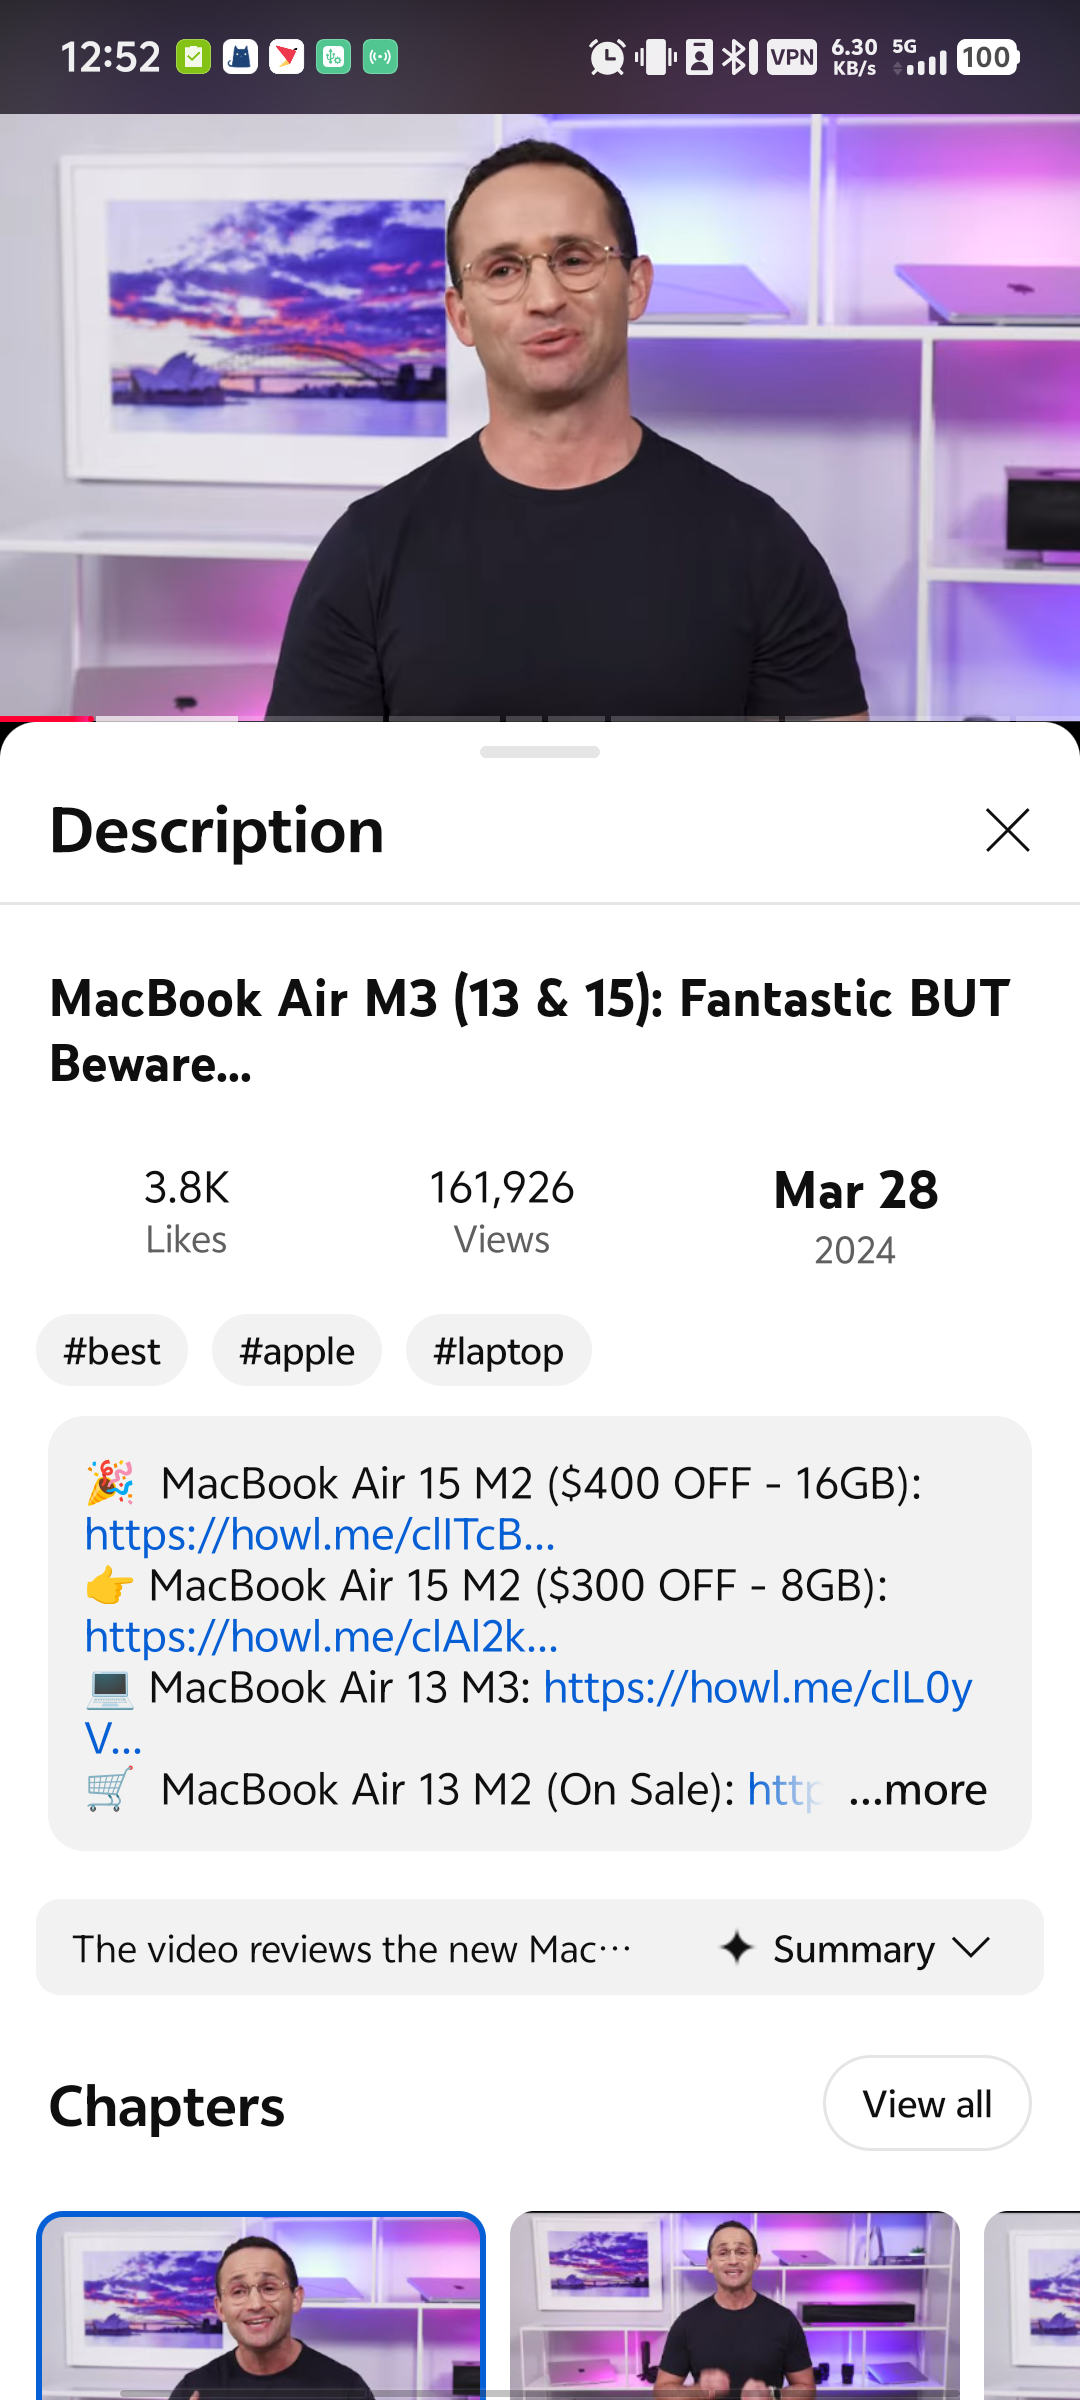 12:52
VPN
6.30
KB/s
5G
100
Description
MacBook Air M3 (13 & 15): Fantastic BUT
Beware...
3.8K
Likes
161,926
Views
Mar 28
2024
#best
#apple
#laptop
🎉 MacBook Air 15 M2 ($400 OFF - 16GB):
https://howl.me/clITcB...
👉 MacBook Air 15 M2 ($300 OFF - 8GB):
https://howl.me/clAl2k...
💻 MacBook Air 13 M3: https://howl.me/clL0y
V...
🛒 MacBook Air 13 M2 (On Sale): http ...more
The video reviews the new Mac···
Summary
Chapters
View all